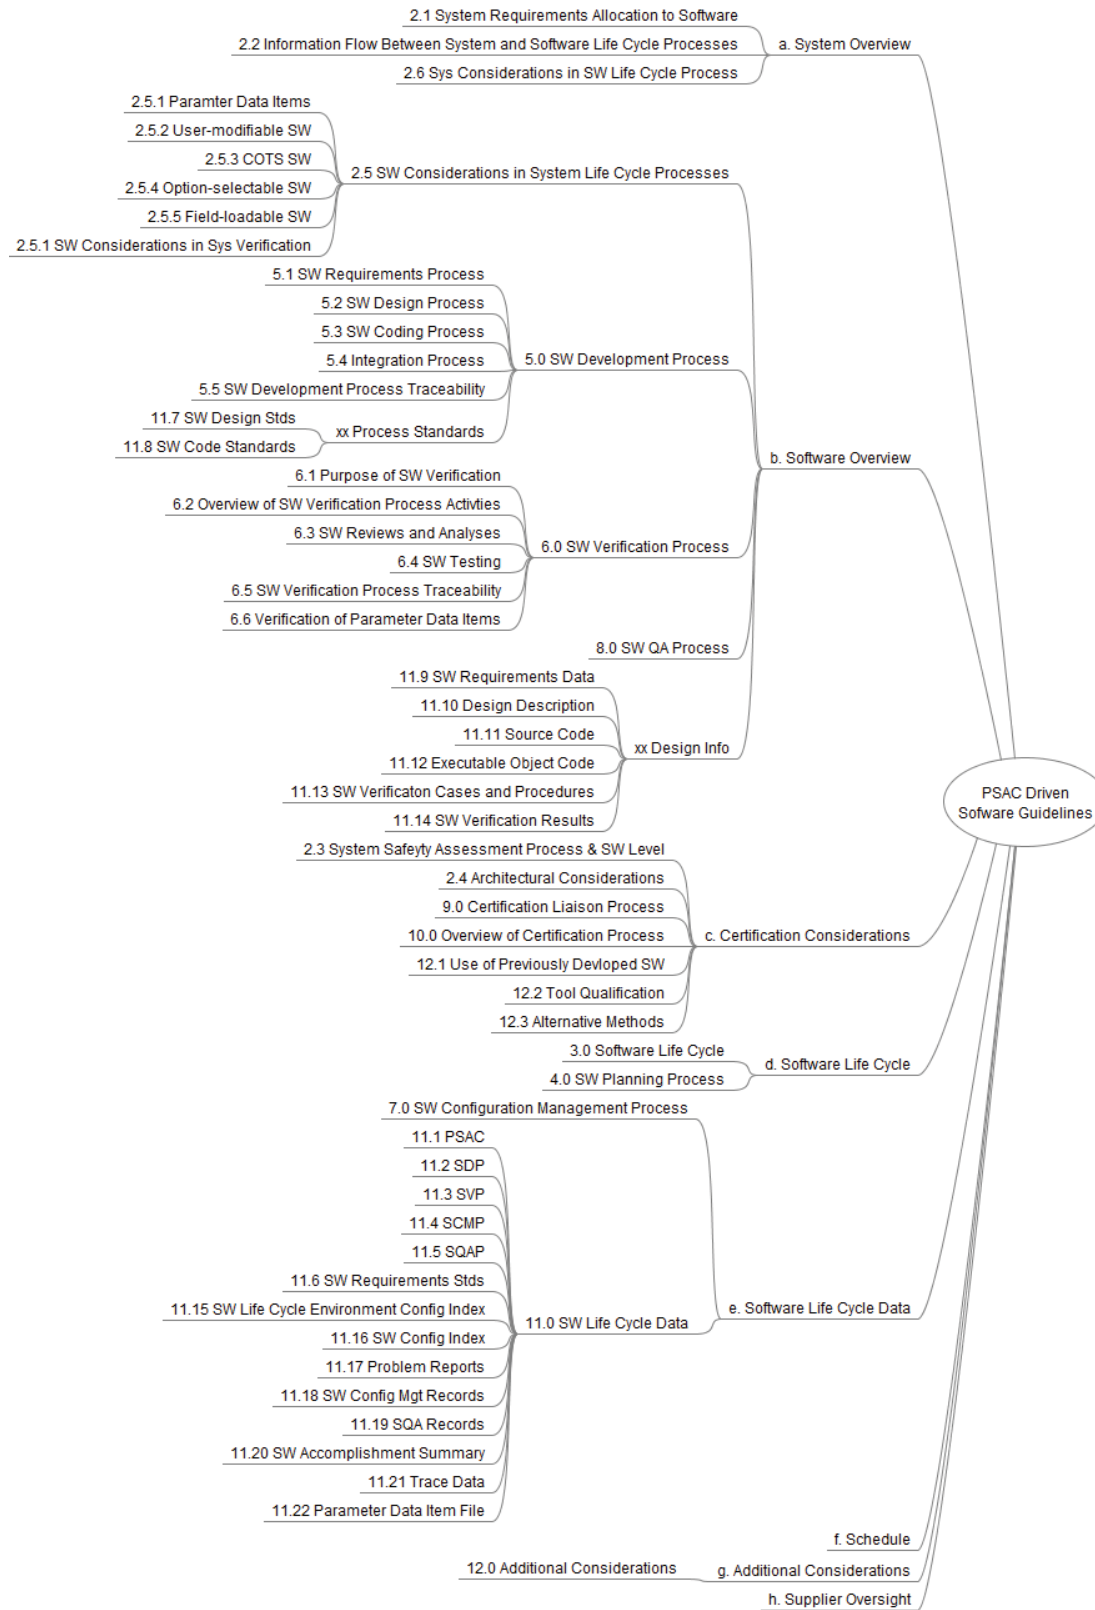 2.1 System Requirements Allocation to Software
2.2 Information Flow Between System and Software Life Cycle Processes
a. System Overview
2.6 Sys Considerations in SW Life Cycle Process
2.5.1 Paramter Data Items
2.5.2 User-modifiable SW
2.5.3 COTS SW
2.5 SW Considerations in System Life Cycle Processes
2.5.4 Option-selectable SW
2.5.5 Field-loadable SW
2.5.1 SW Considerations in Sys Verification
5.1 SW Requirements Process
5.2 SW Design Process
5.3 SW Coding Process
5.4 Integration Process
5.0 SW Development Process
5.5 SW Development Process Traceability
11.7 SW Design Stds
xx Process Standards
11.8 SW Code Standards
b. Software Overview
6.1 Purpose of SW Verification
6.2 Overview of SW Verification Process Activties
6.3 SW Reviews and Analyses
6.0 SW Verification Process
6.4 SW Testing
6.5 SW Verification Process Traceability
6.6 Verification of Parameter Data Items
8.0 SW QA Process
11.9 SW Requirements Data
11.10 Design Description
11.11 Source Code
xx Design Info
11.12 Executable Object Code
11.13 SW Verificaton Cases and Procedures
11.14 SW Verification Results
PSAC Driven
Sofware Guidelines
2.3 System Safeyty Assessment Process & SW Level
2.4 Architectural Considerations
9.0 Certification Liaison Process
10.0 Overview of Certification Process
c. Certification Considerations
12.1 Use of Previously Devloped SW
12.2 Tool Qualification
12.3 Alternative Methods
3.0 Software Life Cycle
d. Software Life Cycle
4.0 SW Planning Process
7.0 SW Configuration Management Process
11.1 PSAC
11.2 SDP
11.3 SVP
11.4 SCMP
11.5 SQAP
11.6 SW Requirements Stds
11.15 SW Life Cycle Environment Config Index
e. Software Life Cycle Data
11.0 SW Life Cycle Data
11.16 SW Config Index
11.17 Problem Reports
11.18 SW Config Mgt Records
11.19 SQA Records
11.20 SW Accomplishment Summary
11.21 Trace Data
11.22 Parameter Data Item File
f. Schedule
12.0 Additional Considerations
g. Additional Considerations
h. Supplier Oversight